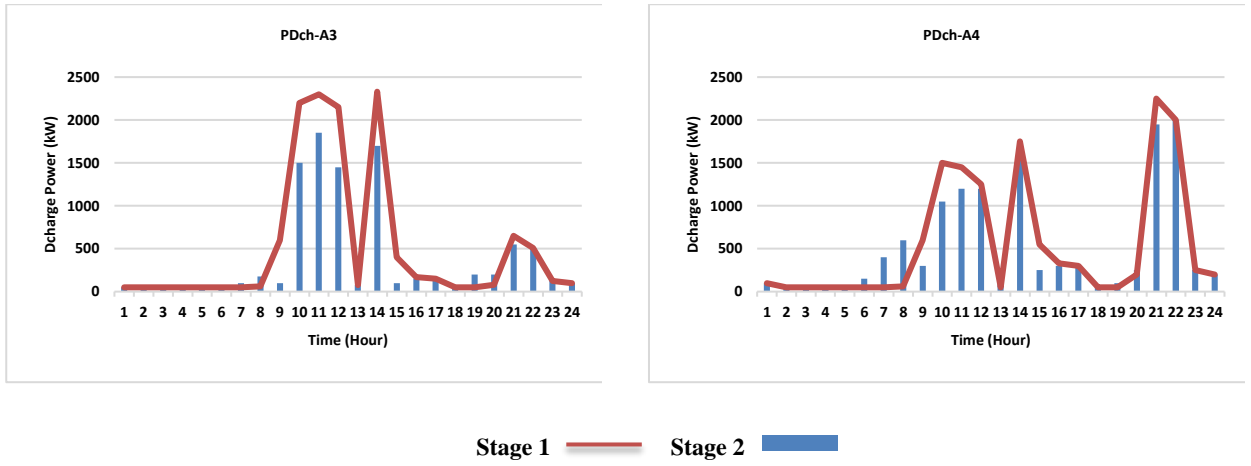 PDch-A3
Dcharge Power (kW)
2500
2000
1500
1000
500
0
1 2 3 4 5 6 7 8 9 10 11 12 13 14 15 16 17 18 19 20 21 22 23 24
Time (Hour)
PDch-A4
Dcharge Power (kW)
2500
2000
1500
1000
500
0
1 2 3 4 5 6 7 8 9 10 11 12 13 14 15 16 17 18 19 20 21 22 23 24
Time (Hour)
Stage 1 Stage 2